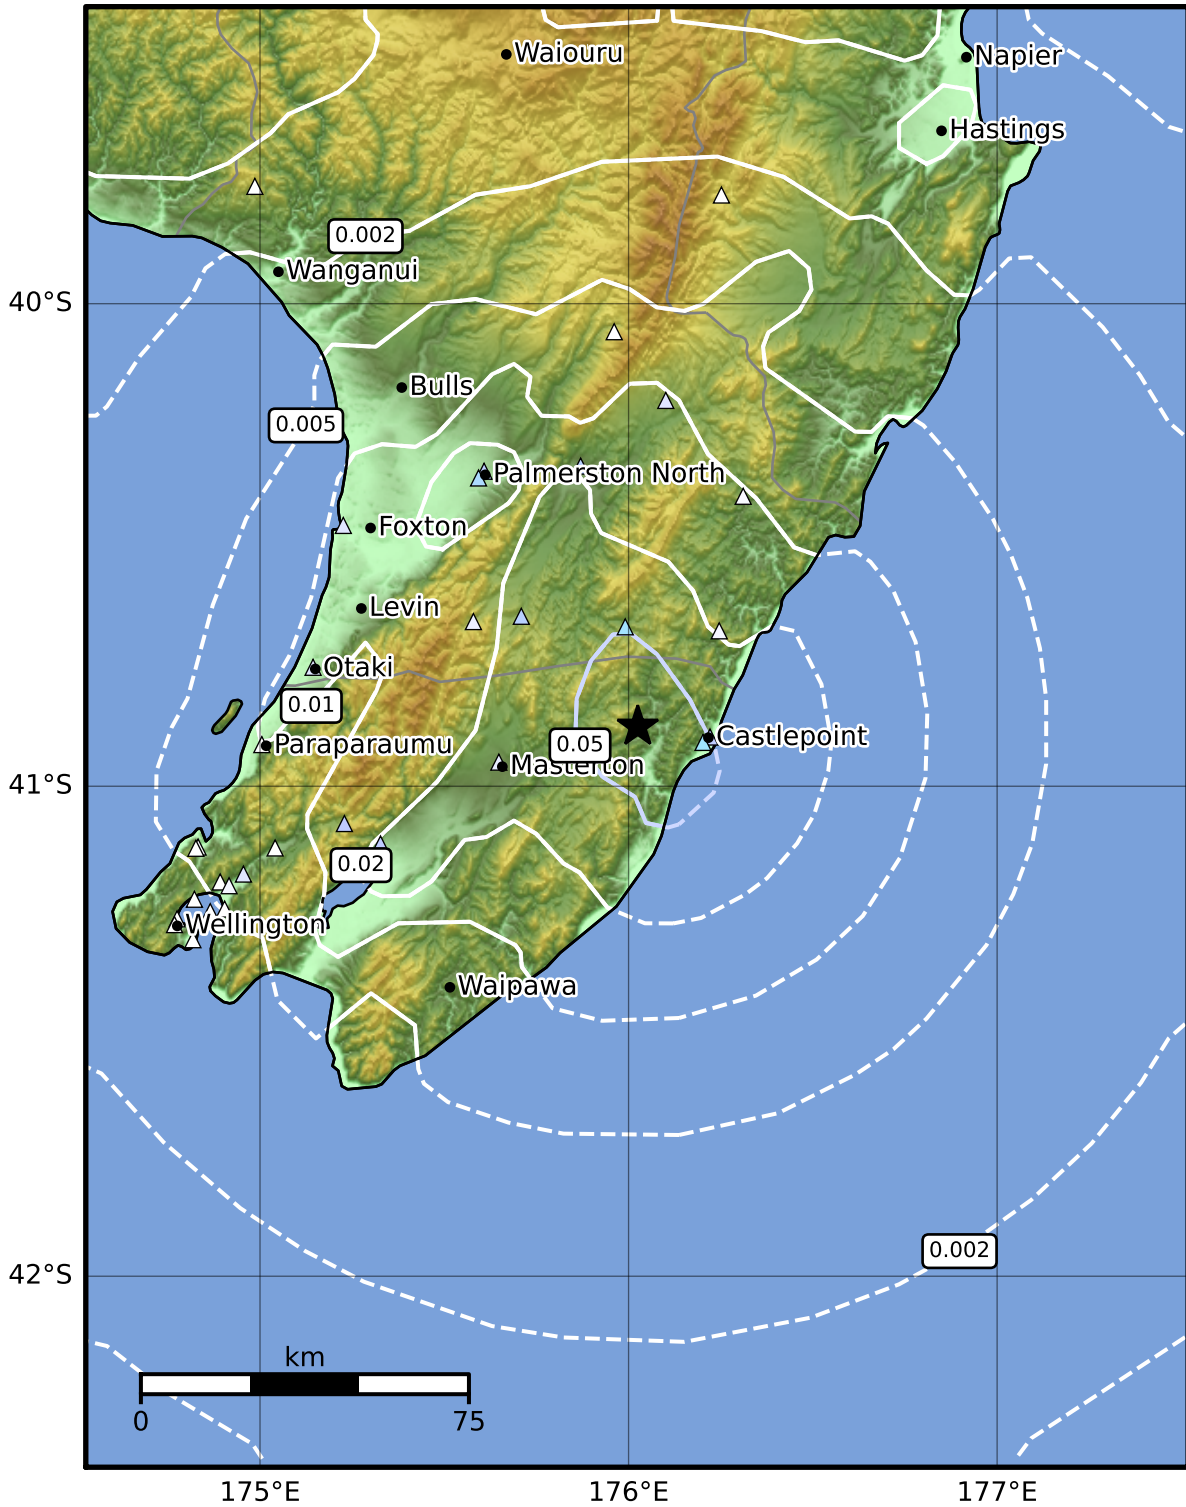 Waiouru
Napier
Hastings
0.002
Wanganui
40°S
Bulls
0.005
Palmerston North
Foxton
Levin
Otaki
0.01
Castlepoint
Paraparaumu
0.05
Masterton
41°S
0.02
Wellington
Waipawa
0.002
42°S
km
0
75
175°E
176°E
177°E